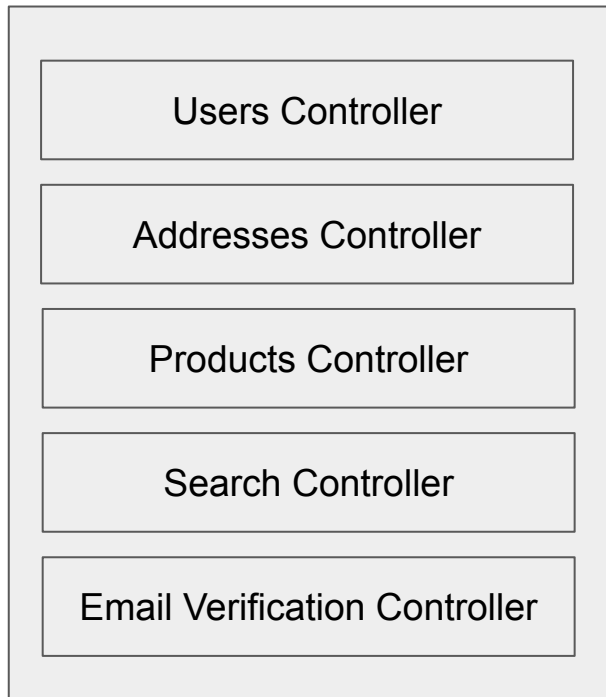 Users Controller
Addresses Controller
Products Controller
Search Controller
Email Verification Controller